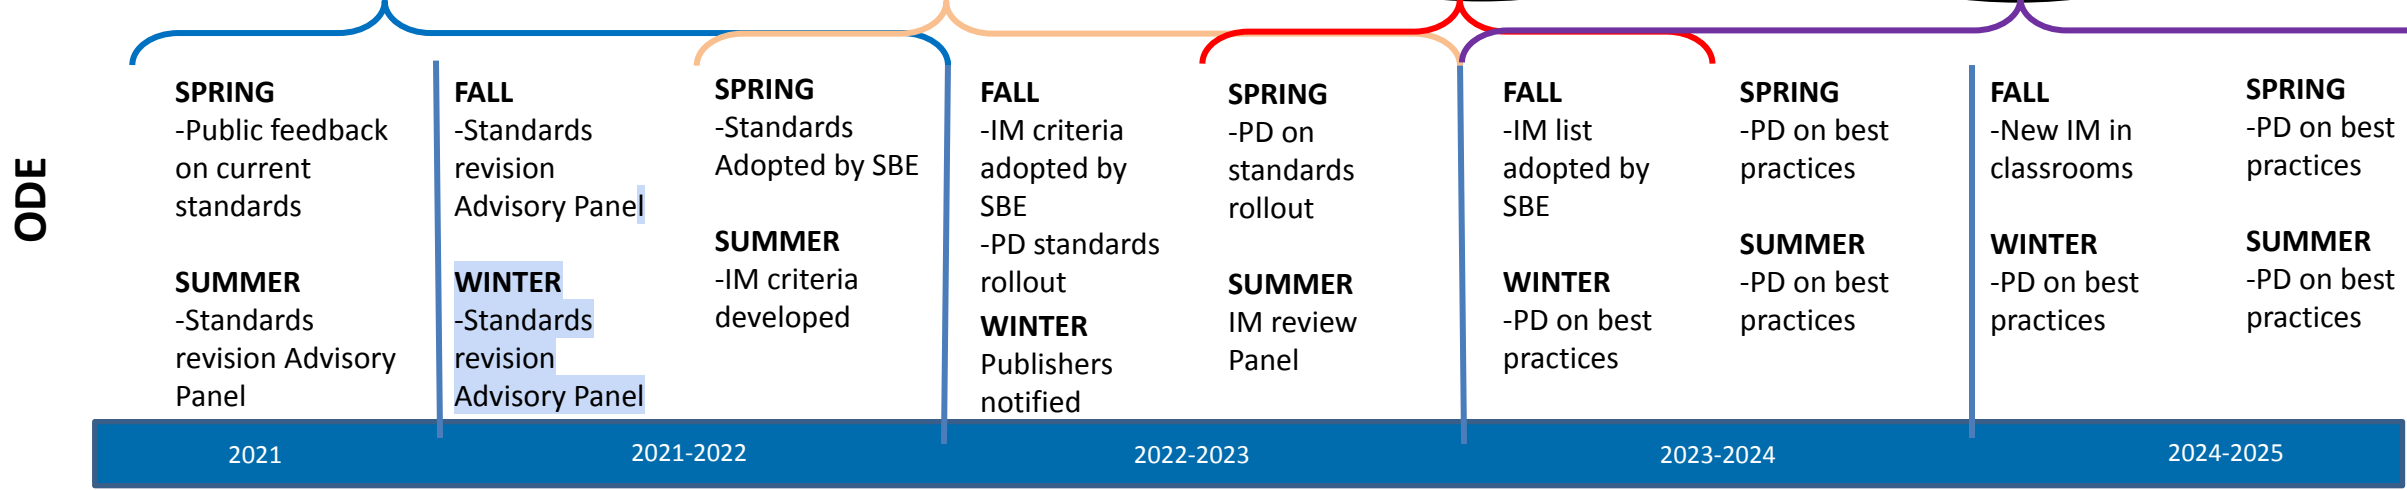 ODE
SPRING
-Public feedback
on current
standards
SUMMER
-Standards
revision Advisory
Panel
FALL
-Standards
revision
Advisory Panel
WINTER
-Standards
revision
Advisory Panel
SPRING
-Standards
Adopted by SBE
SUMMER
-IM criteria
developed
FALL
-IM criteria
adopted by
SBE
-PD standards
rollout
WINTER
Publishers
notified
SPRING
-PD on
standards
rollout
SUMMER
IM review
Panel
FALL
-IM list
adopted by
SBE
WINTER
-PD on best
practices
SPRING
-PD on best
practices
SUMMER
-PD on best
practices
FALL
-New IM in
classrooms
WINTER
-PD on best
practices
SPRING
-PD on best
practices
SUMMER
-PD on best
practices
2021
2021-2022
2022-2023
2023-2024
2024-2025